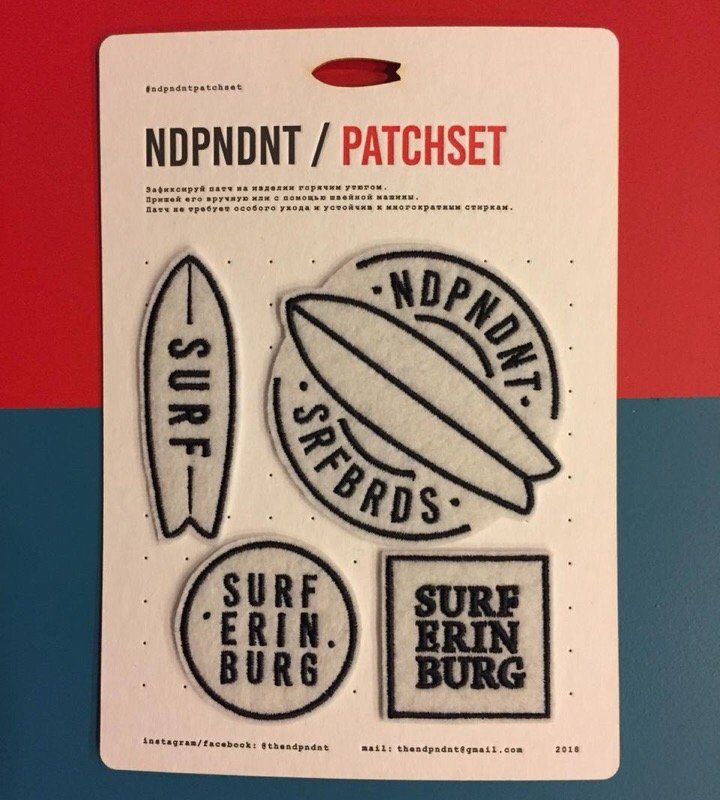 #ndpndntpatchset
NDPNDNT / PATCHSET
Зафиксируй патч на изделии горячим утюгом.
Пришей его вручную или с помощью швейной машины.
Патч не требует особого ухода и устойчив к многократным стиркам.
SURF
·NDPNDNT·
·SRFBRDS·
SURF
·ERIN·
BURG
SURF
ERIN
BURG
instagram/facebook: @thendpndnt mail: thendpndnt@gmail.com 2018